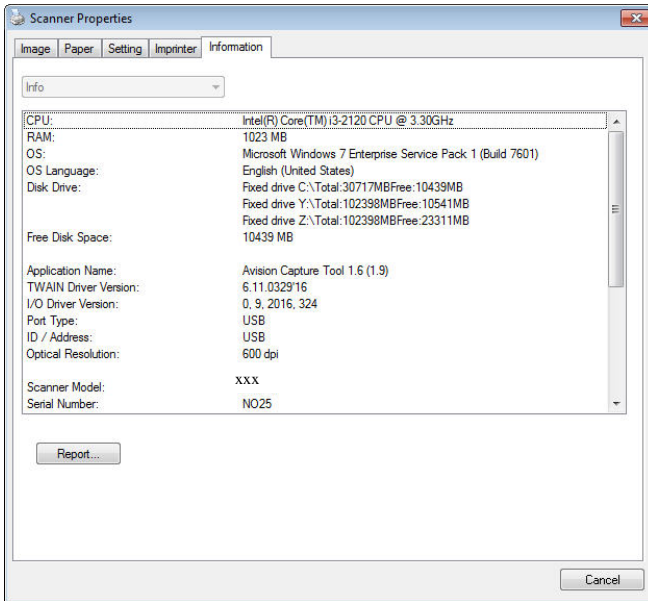 Scanner Properties
Image Paper Setting Imprinter Information
Info
CPU: Intel(R) Core(TM) i3-2120 CPU @ 3.30GHz
RAM: 1023 MB
OS: Microsoft Windows 7 Enterprise Service Pack 1 (Build 7601)
OS Language: English (United States)
Disk Drive: Fixed drive C:\Total:30717MBFree:10439MB
Fixed drive Y:\Total:102398MBFree:10541MB
Fixed drive Z:\Total:102398MBFree:23311MB
Free Disk Space: 10439 MB
Application Name: Avision Capture Tool 1.6 (1.9)
TWAIN Driver Version: 6.11.0329'16
I/O Driver Version: 0, 9, 2016, 324
Port Type: USB
ID / Address: USB
Optical Resolution: 600 dpi
Scanner Model: xxx
Serial Number: NO25
Report...
Cancel